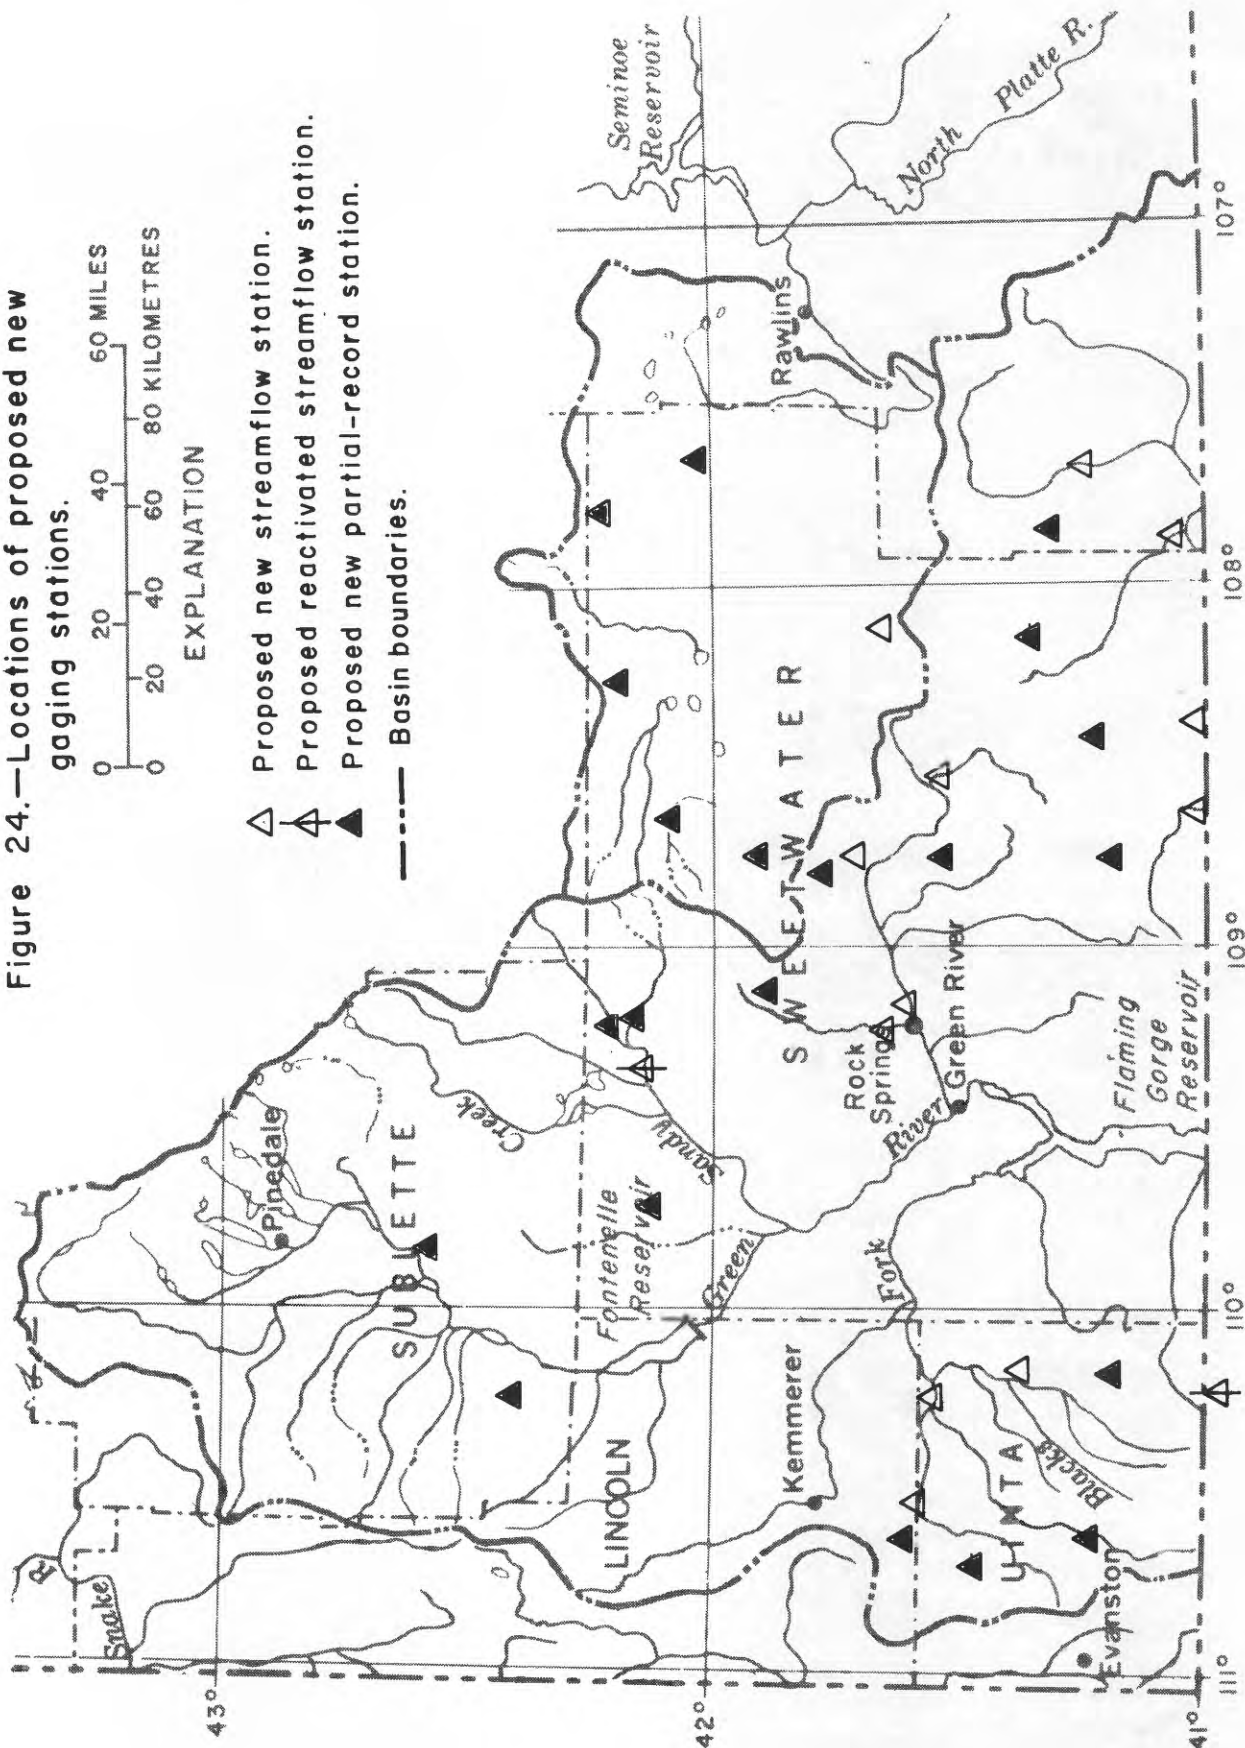 Figure 24.—Locations of proposed new
gaging stations.
0 20 40 60 MILES
0 20 40 60 80 KILOMETRES
EXPLANATION
Proposed new streamflow station.
Proposed reactivated streamflow station.
Proposed new partial-record station.
Basin boundaries.
Snake R.
43°
Pinedale
SUBLETTE
Creek
Sandy
Fontenelle
Reservoir
Green
River
LINCOLN
42°
Kemmerer
Fork
Blacks
UINTA
Evanston
Rock
Springs
Green River
Flaming
Gorge
Reservoir
SWEETWATER
Rawlins
Seminoe
Reservoir
North Platte R.
41°
111°
110°
109°
108°
107°